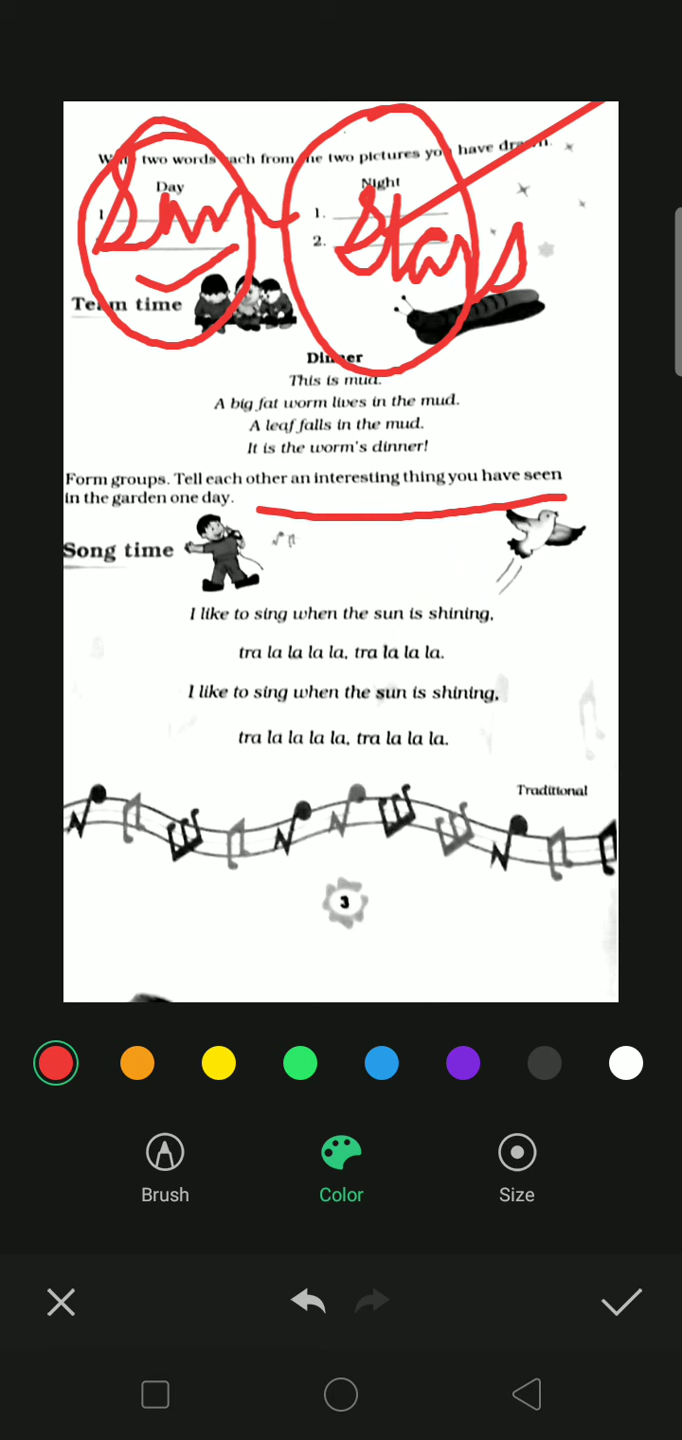 Write two words each from the two pictures you have drawn.
Day
Night
1
1.
2.
Sun
Stars
Team time
Dinner
This is mud.
A big fat worm lives in the mud.
A leaf falls in the mud.
It is the worm's dinner!
Form groups. Tell each other an interesting thing you have seen
in the garden one day.
Song time
I like to sing when the sun is shining,
tra la la la la, tra la la la.
I like to sing when the sun is shining,
tra la la la la, tra la la la.
Traditional
3
Brush
Color
Size